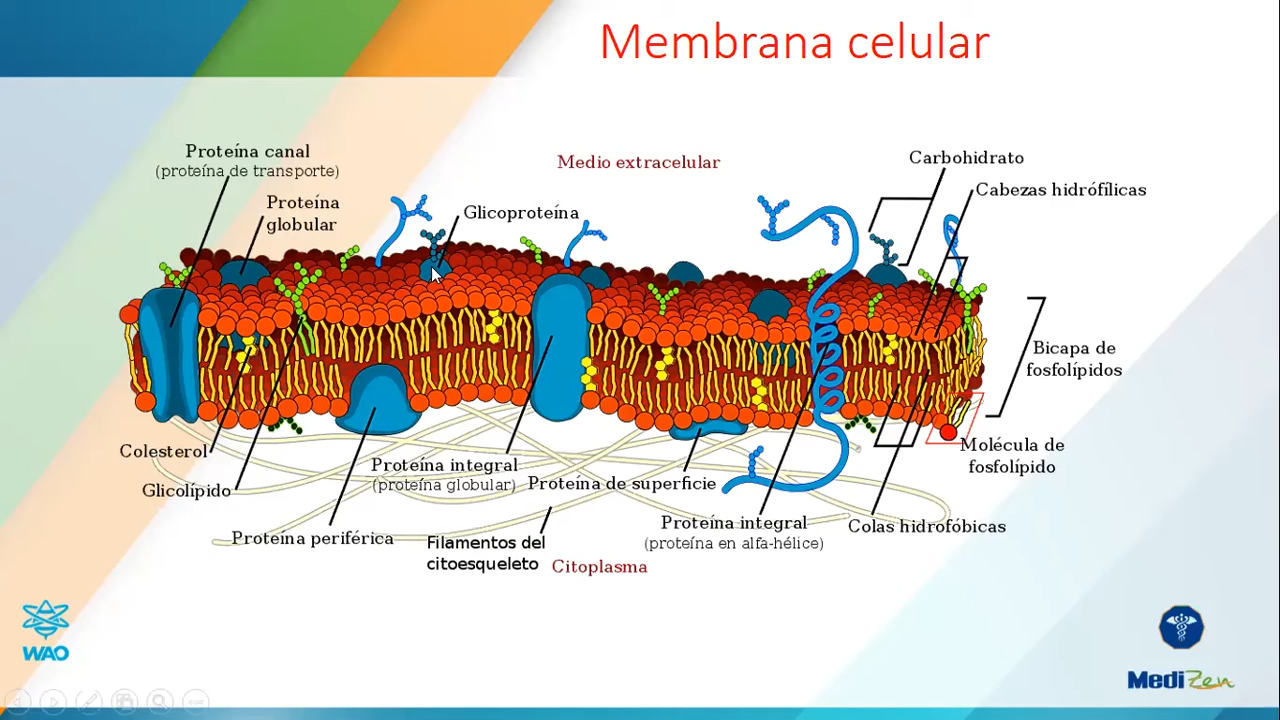 Membrana celular
Proteína canal
(proteína de transporte)
Proteína
globular
Glicoproteína
Medio extracelular
Carbohidrato
Cabezas hidrófílicas
Bicapa de
fosfolípidos
Molécula de
fosfolípido
Colesterol
Glicolípido
Proteína periférica
Proteína integral
(proteína globular)
Filamentos del
citoesqueleto
Citoplasma
Proteína de superficie
Proteína integral
(proteína en alfa-hélice)
Colas hidrofóbicas
WAO
MediZen